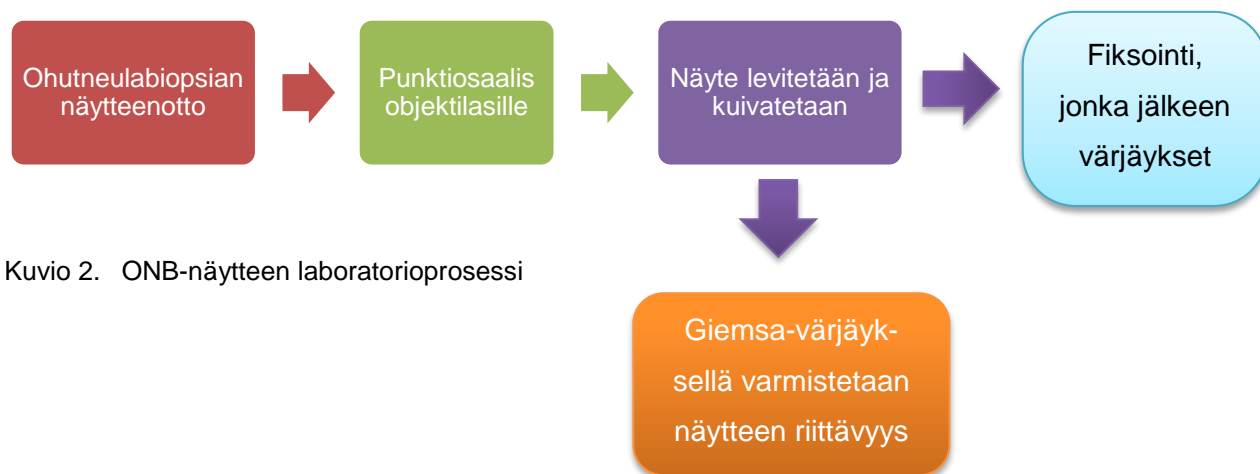 Ohutneulabiopsian
näytteenotto
Punktiosaalis
objektilasille
Näyte levitetään ja
kuivatetaan
Fiksointi,
jonka jälkeen
värjäykset
Kuvio 2. ONB-näytteen laboratorioprosessi
Giemsa-värjäyk-
sellä varmistetaan
näytteen riittävyys